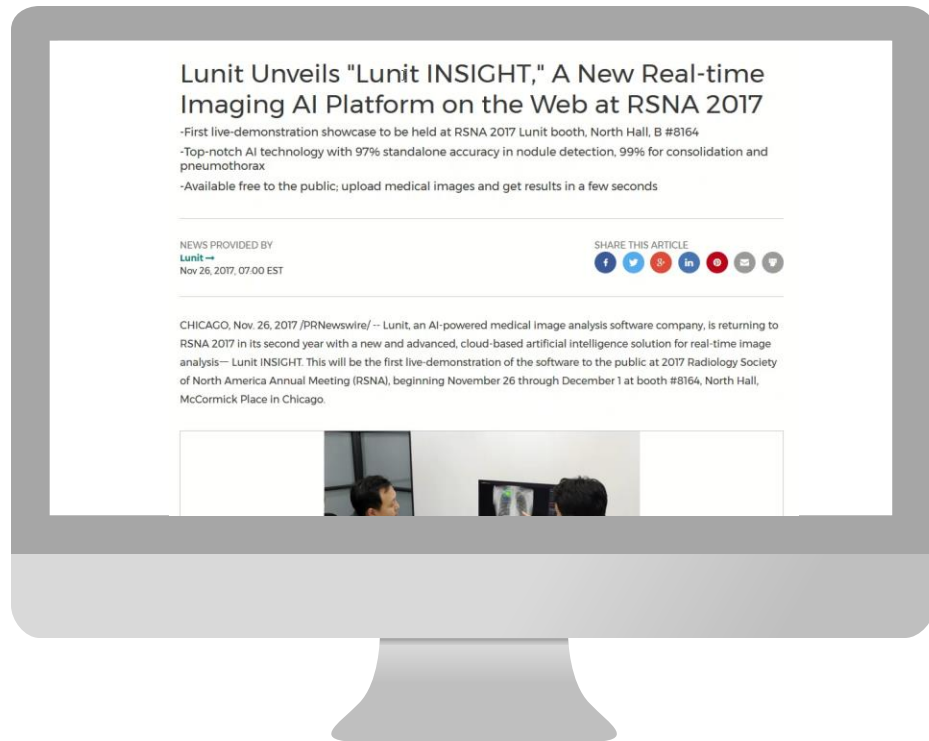 Lunit Unveils "Lunit INSIGHT," A New Real-time
Imaging AI Platform on the Web at RSNA 2017
-First live-demonstration showcase to be held at RSNA 2017 Lunit booth, North Hall, B #8164
-Top-notch AI technology with 97% standalone accuracy in nodule detection, 99% for consolidation and
pneumothorax
-Available free to the public; upload medical images and get results in a few seconds
NEWS PROVIDED BY
Lunit →
Nov 26, 2017, 07:00 EST
SHARE THIS ARTICLE
CHICAGO, Nov. 26, 2017 /PRNewswire/ -- Lunit, an AI-powered medical image analysis software company, is returning to
RSNA 2017 in its second year with a new and advanced, cloud-based artificial intelligence solution for real-time image
analysis— Lunit INSIGHT. This will be the first live-demonstration of the software to the public at 2017 Radiology Society
of North America Annual Meeting (RSNA), beginning November 26 through December 1 at booth #8164, North Hall,
McCormick Place in Chicago.